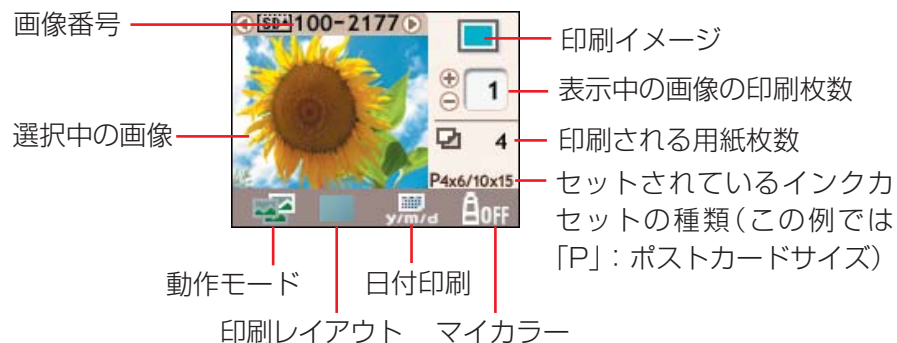 画像番号
SD
100-2177
印刷イメージ
1
表示中の画像の印刷枚数
選択中の画像
4
印刷される用紙枚数
P4x6/10x15
セットされているインクカ
セットの種類(この例では
「P」:ポストカードサイズ)
y/m/d
OFF
動作モード
日付印刷
印刷レイアウト
マイカラー